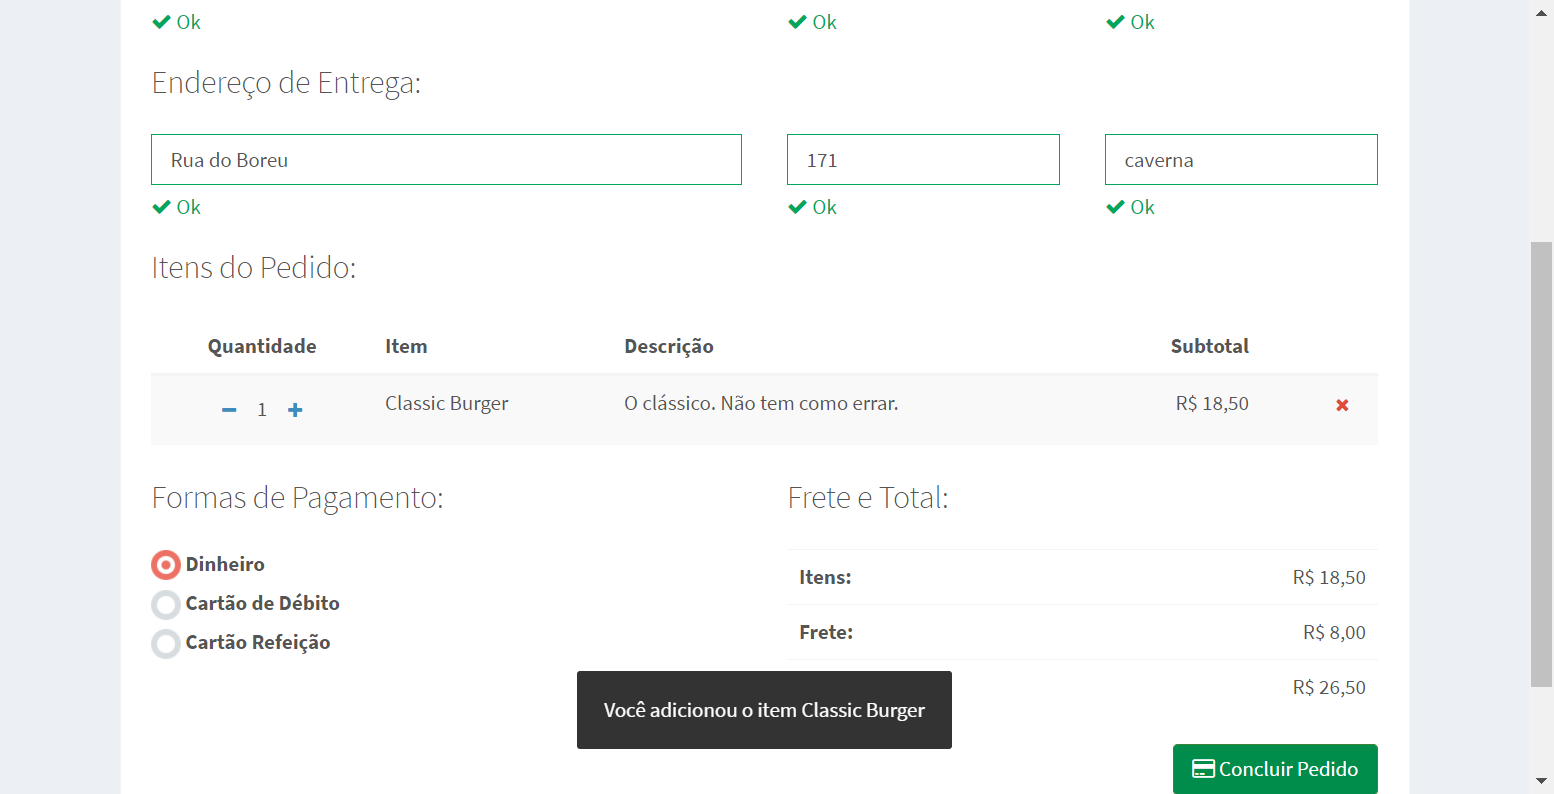 Ok Ok Ok
Endereço de Entrega:
Rua do Boreu 171 caverna
Ok Ok Ok
Itens do Pedido:
Quantidade Item Descrição Subtotal
1 Classic Burger O clássico. Não tem como errar. R$ 18,50
Formas de Pagamento:
Dinheiro
Cartão de Débito
Cartão Refeição
Frete e Total:
Itens: R$ 18,50
Frete: R$ 8,00
R$ 26,50
Você adicionou o item Classic Burger
Concluir Pedido